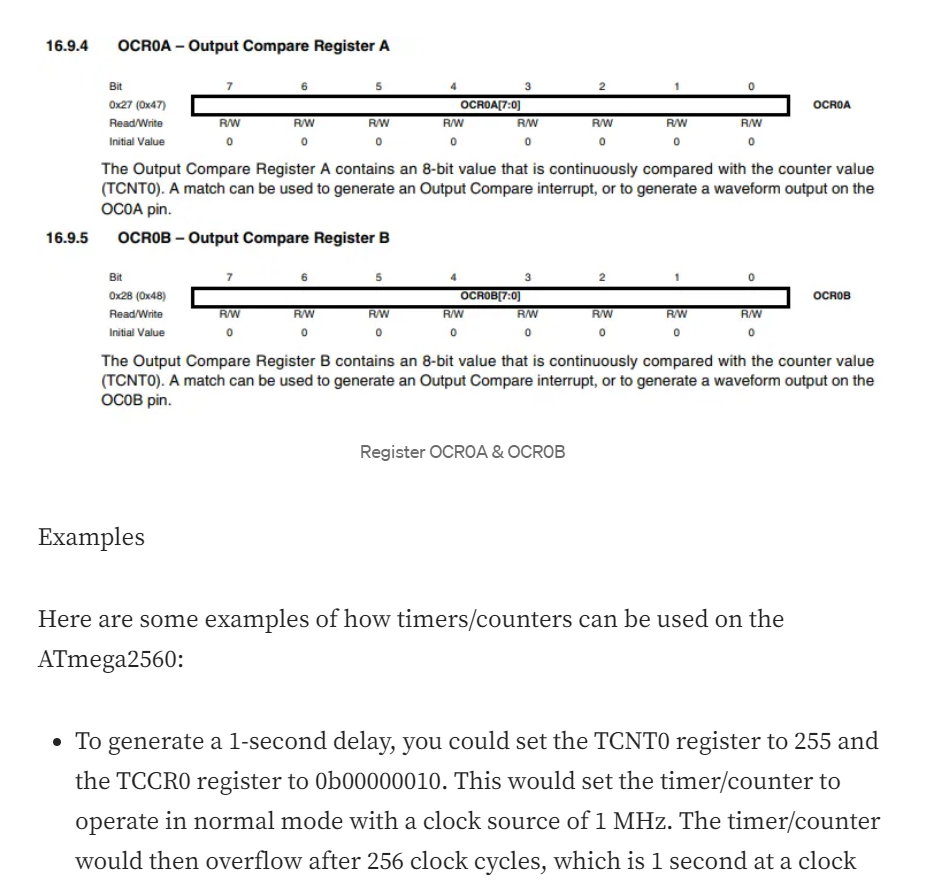 16.9.4 OCR0A – Output Compare Register A
Bit 7 6 5 4 3 2 1 0
0x27 (0x47) OCR0A[7:0] OCR0A
Read/Write R/W R/W R/W R/W R/W R/W R/W R/W
Initial Value 0 0 0 0 0 0 0 0
The Output Compare Register A contains an 8-bit value that is continuously compared with the counter value
(TCNT0). A match can be used to generate an Output Compare interrupt, or to generate a waveform output on the
OC0A pin.
16.9.5 OCR0B – Output Compare Register B
Bit 7 6 5 4 3 2 1 0
0x28 (0x48) OCR0B[7:0] OCR0B
Read/Write R/W R/W R/W R/W R/W R/W R/W R/W
Initial Value 0 0 0 0 0 0 0 0
The Output Compare Register B contains an 8-bit value that is continuously compared with the counter value
(TCNT0). A match can be used to generate an Output Compare interrupt, or to generate a waveform output on the
OC0B pin.
Register OCR0A & OCR0B
Examples
Here are some examples of how timers/counters can be used on the
ATmega2560:
• To generate a 1-second delay, you could set the TCNT0 register to 255 and
the TCCR0 register to 0b00000010. This would set the timer/counter to
operate in normal mode with a clock source of 1 MHz. The timer/counter
would then overflow after 256 clock cycles, which is 1 second at a clock